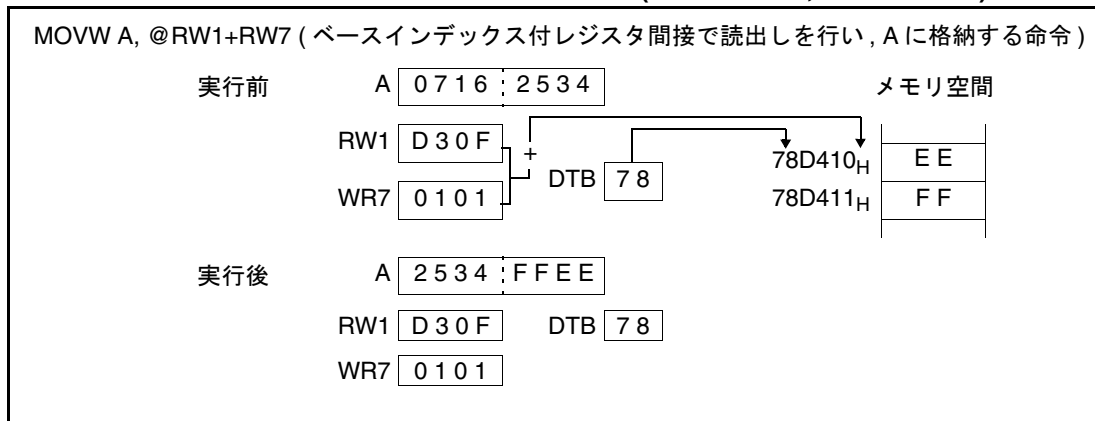 MOVW A, @RW1+RW7 ( ベースインデックス付レジスタ間接で読出しを行い , A に格納する命令 )
実行前 A 0716 2534 メモリ空間
RW1 D30F
+
DTB 78
78D410H EE
WR7 0101
78D411H FF
実行後 A 2534 FFEE
RW1 D30F DTB 78
WR7 0101